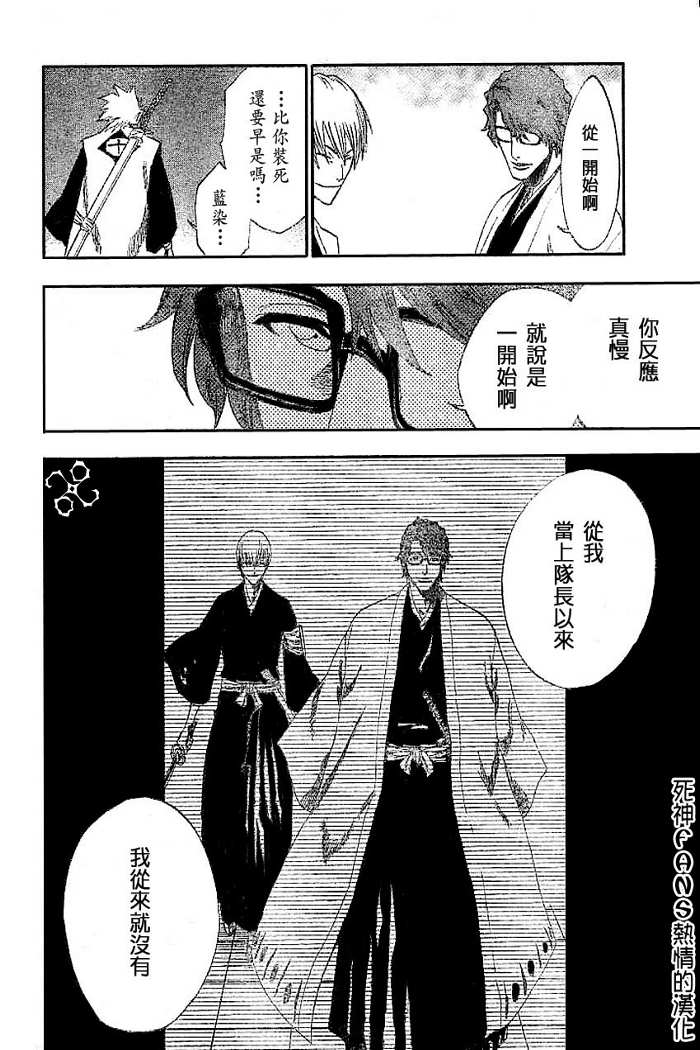 從一開始啊
…比你裝死
還要早是嗎…
藍染…
你反應
真慢
就說是
一開始啊
從我
當上隊長以來
我從來就沒有
十
死神FANS熱情的漢化